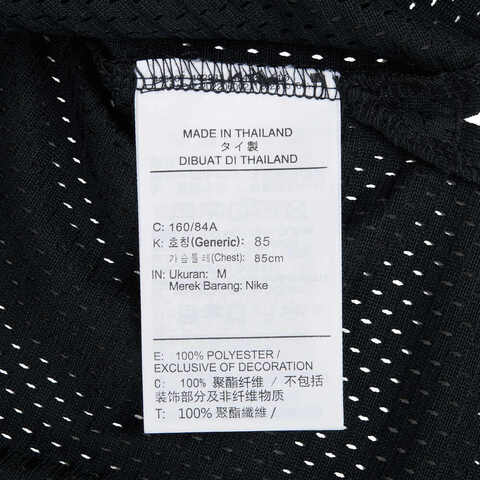 MADE IN THAILAND
タイ製
DIBUAT DI THAILAND
C: 160/84A
K: 호칭(Generic): 85
가슴둘레(Chest): 85cm
IN: Ukuran: M
Merek Barang: Nike
E: 100% POLYESTER /
EXCLUSIVE OF DECORATION
C: 100% 聚酯纤维 / 不包括
装饰部分及非纤维物质
T: 100% 聚酯纖維 /